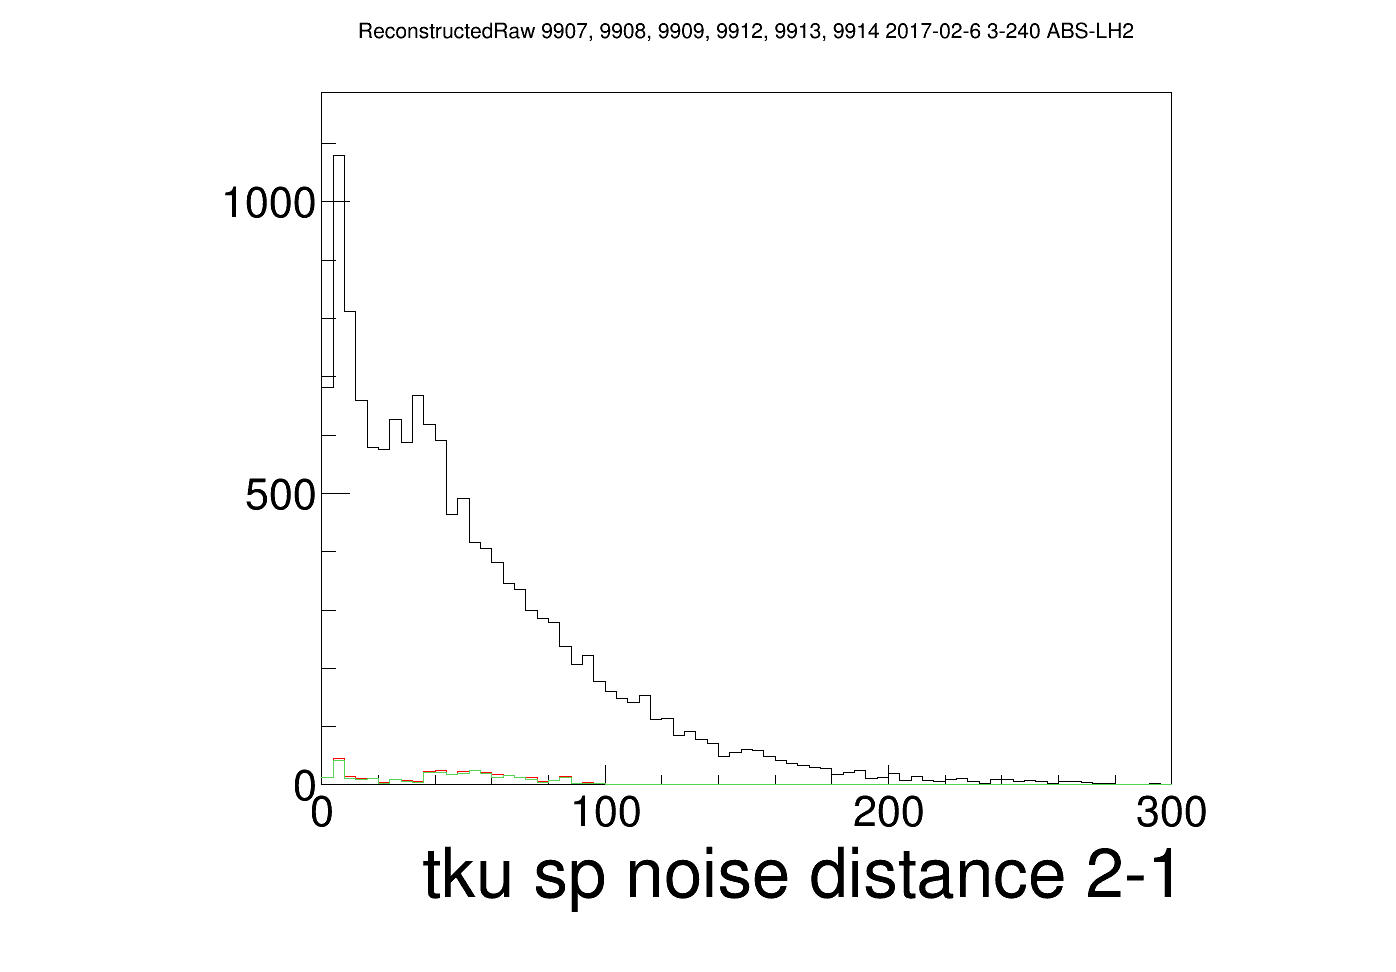 ReconstructedRaw 9907, 9908, 9909, 9912, 9913, 9914 2017-02-6 3-240 ABS-LH2
1000
500
0
0 100 200 300
tku sp noise distance 2-1